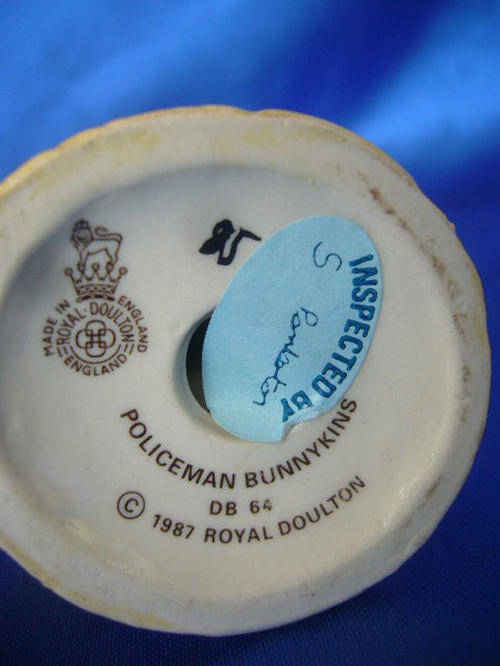 MADE IN
ENGLAND
ROYAL DOULTON
ENGLAND
INSPECTED BY
S
POLICEMAN BUNNYKINS
DB 64
© 1987 ROYAL DOULTON